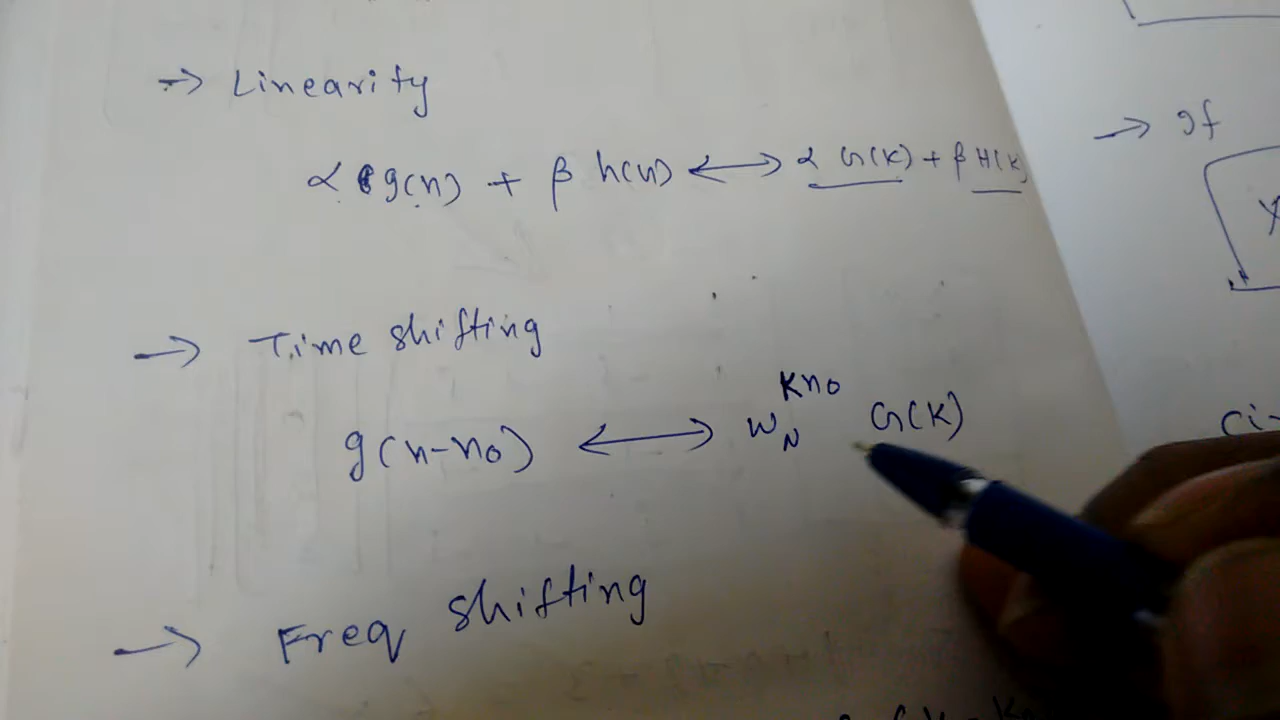 → Linearity
α g(n) + β h(n) ⟷ α G(K) + β H(K)
→ Time shifting
g(n-n₀) ⟷ W_N^{Kn₀} G(K)
→ Freq shifting
→ If